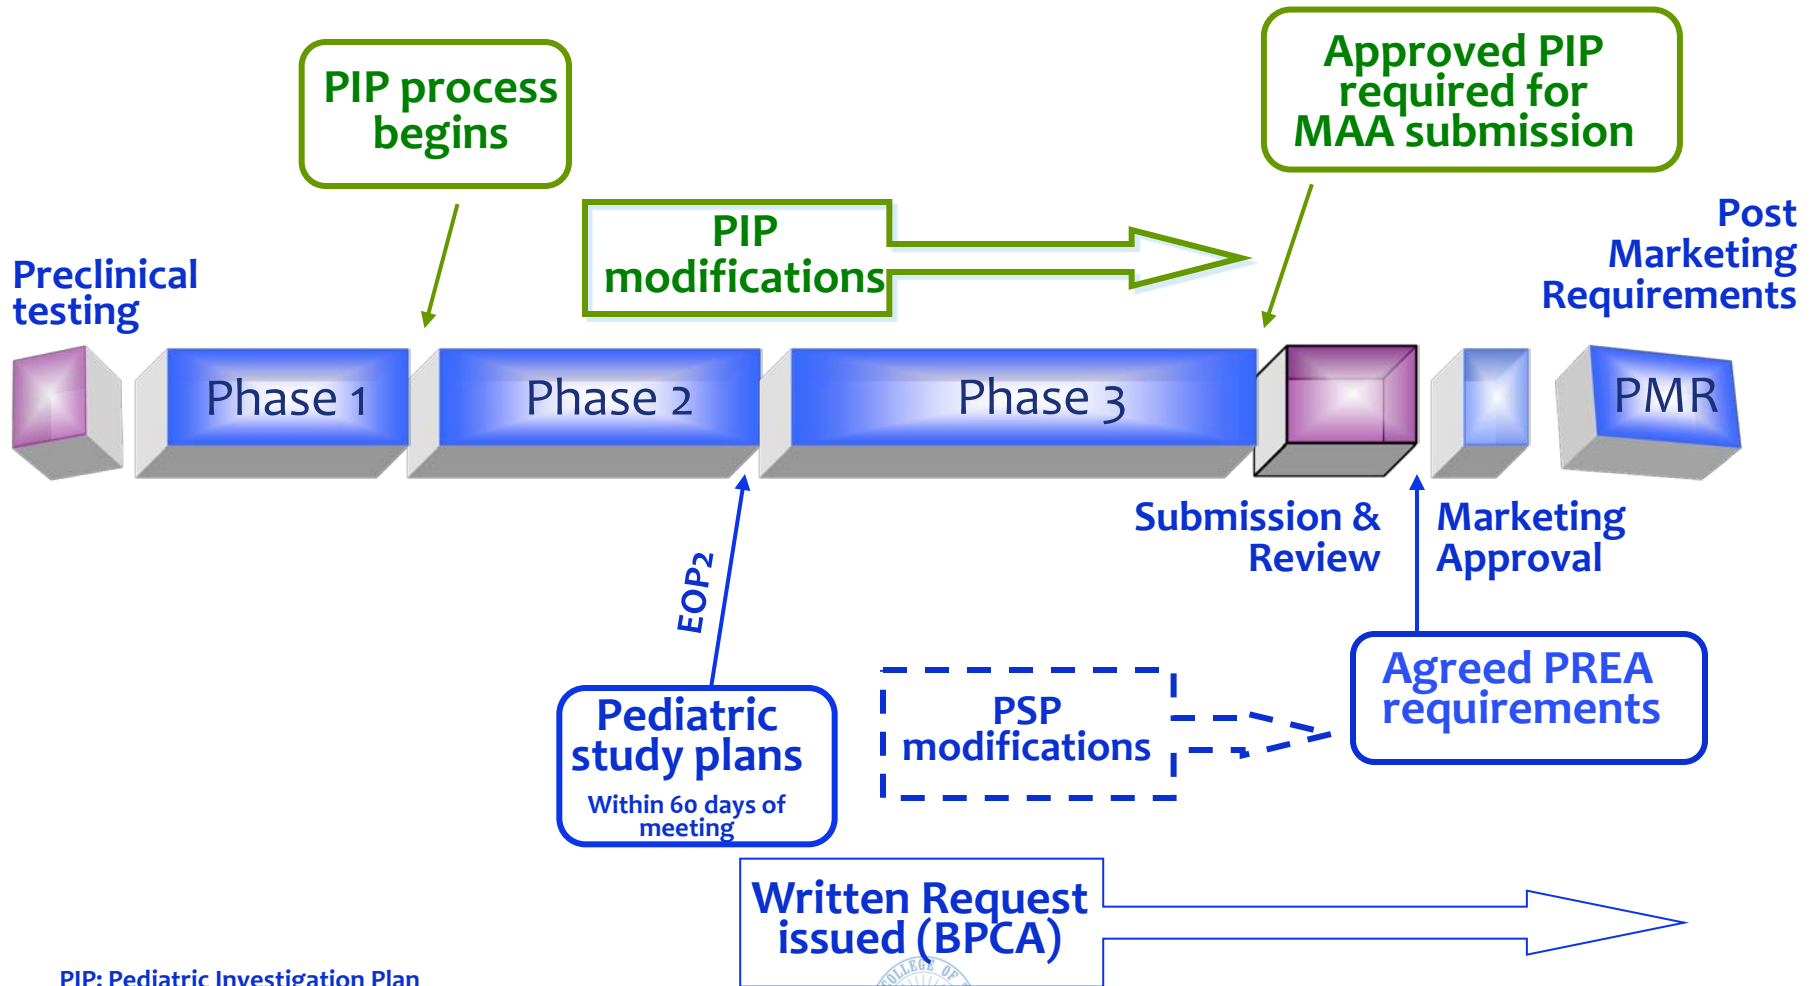 PIP process
begins
Approved PIP
required for
MAA submission
PIP
modifications
Post
Marketing
Requirements
Preclinical
testing
Phase 1
Phase 2
Phase 3
PMR
EOP2
Submission &
Review
Marketing
Approval
Pediatric
study plans
Within 60 days of
meeting
PSP
modifications
Agreed PREA
requirements
Written Request
issued (BPCA)
PIP: Pediatric Investigation Plan
COLLEGE OF